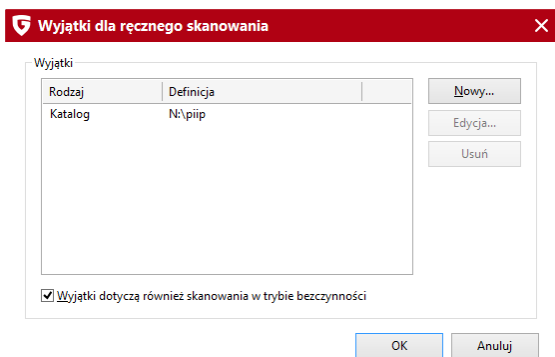 Wyjątki dla ręcznego skanowania
Wyjątki
Rodzaj Definicja
Nowy...
Katalog N:\piip
Edycja...
Usuń
Wyjątki dotyczą również skanowania w trybie bezczynności
OK Anuluj